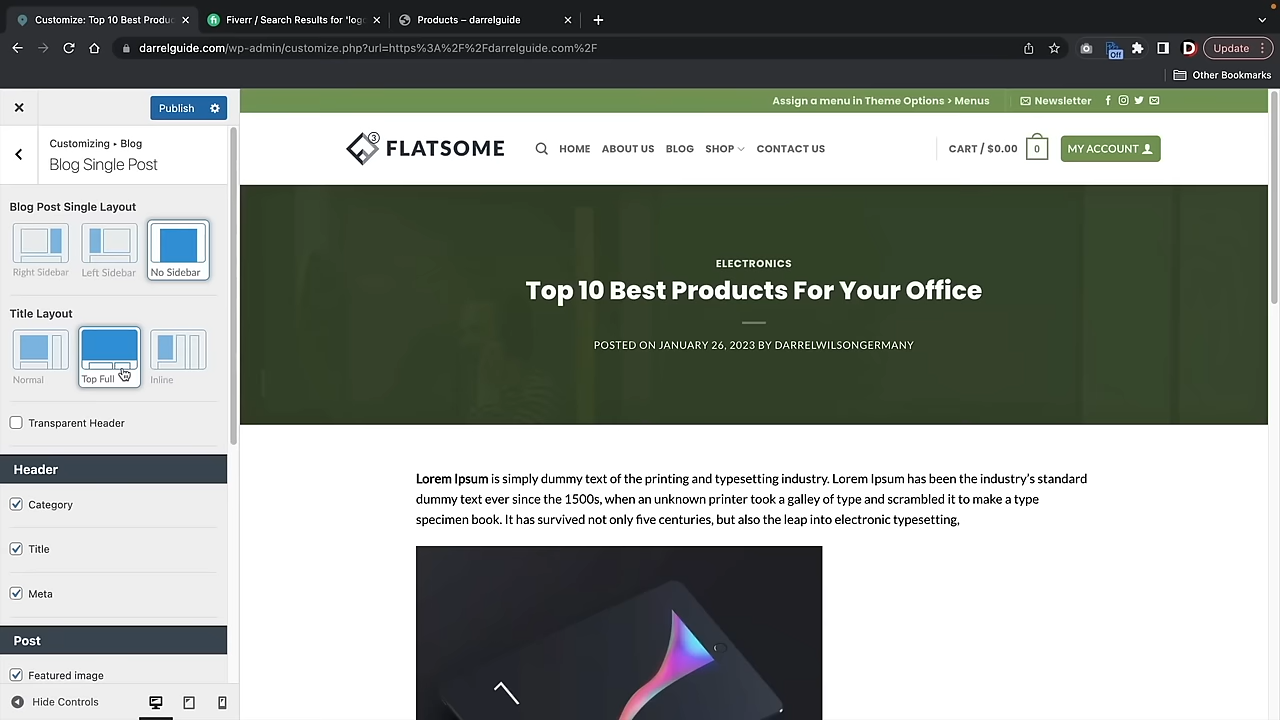 Customize: Top 10 Best Produc
Fiverr / Search Results for 'logo
Products – darrelguide
darrelguide.com/wp-admin/customize.php?url=https%3A%2F%2Fdarrelguide.com%2F
Off
D
Update
Other Bookmarks
Publish
Customizing ▸ Blog
Blog Single Post
Blog Post Single Layout
Right Sidebar
Left Sidebar
No Sidebar
Title Layout
Normal
Top Full
Inline
Transparent Header
Header
Category
Title
Meta
Post
Featured image
Hide Controls
Assign a menu in Theme Options > Menus
Newsletter
FLATSOME
3
HOME
ABOUT US
BLOG
SHOP
CONTACT US
CART / $0.00
0
MY ACCOUNT
ELECTRONICS
Top 10 Best Products For Your Office
POSTED ON JANUARY 26, 2023 BY DARRELWILSONGERMANY
Lorem Ipsum is simply dummy text of the printing and typesetting industry. Lorem Ipsum has been the industry's standard
dummy text ever since the 1500s, when an unknown printer took a galley of type and scrambled it to make a type
specimen book. It has survived not only five centuries, but also the leap into electronic typesetting,